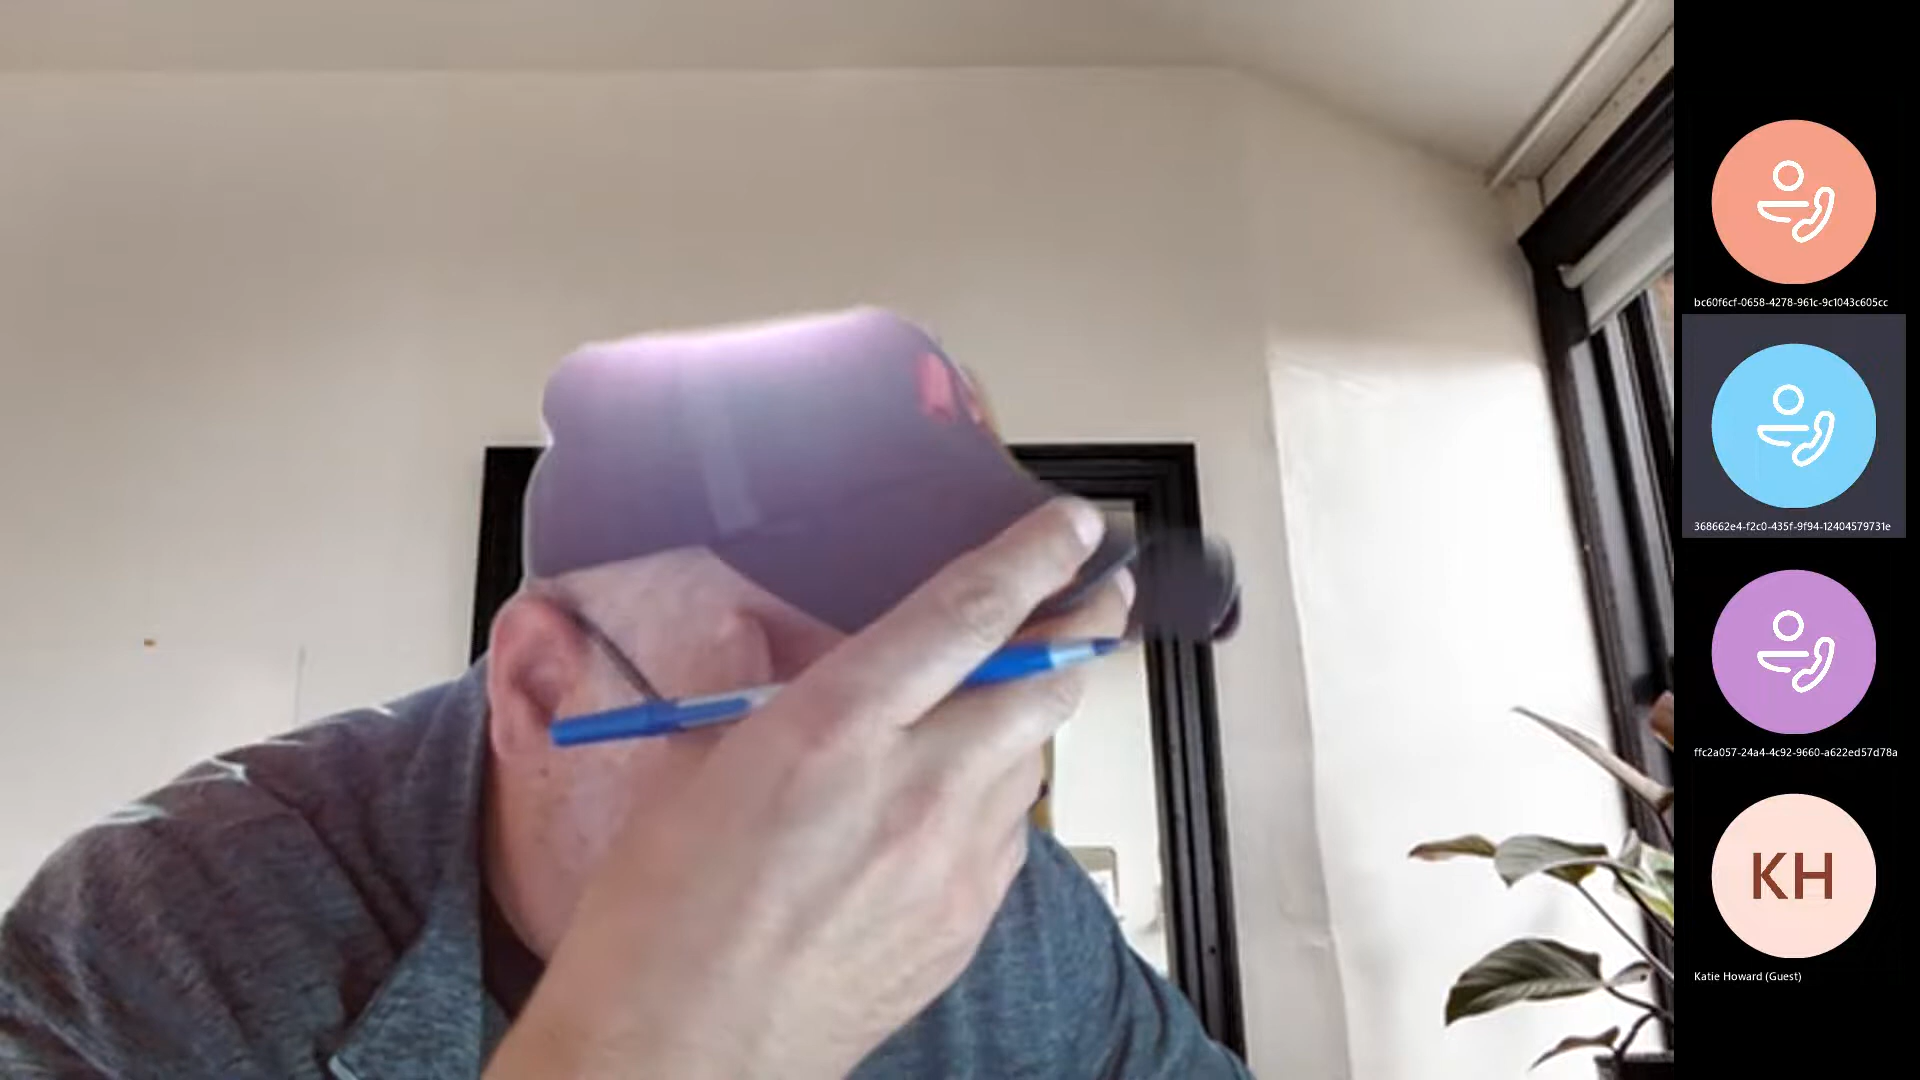 bc60f6cf-0658-4278-961c-9c1043c605cc
368662e4-f2c0-435f-9f94-12404579731e
ffc2a057-24a4-4c92-9660-a622ed57d78a
KH
Katie Howard (Guest)